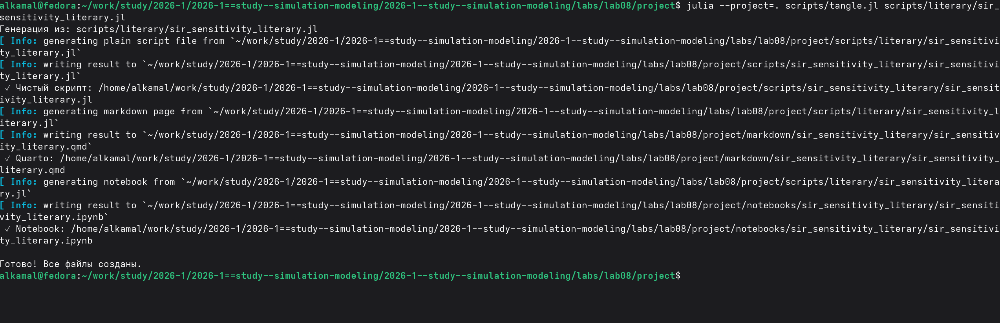 alkamal@fedora:~/work/study/2026-1/2026-1==study--simulation-modeling/2026-1--study--simulation-modeling/labs/lab08/project$ julia --project=. scripts/tangle.jl scripts/literary/sir_
sensitivity_literary.jl
Генерация из: scripts/literary/sir_sensitivity_literary.jl
[ Info: generating plain script file from `~/work/study/2026-1/2026-1==study--simulation-modeling/2026-1--study--simulation-modeling/labs/lab08/project/scripts/literary/sir_sensitivi
ty_literary.jl`
[ Info: writing result to `~/work/study/2026-1/2026-1==study--simulation-modeling/2026-1--study--simulation-modeling/labs/lab08/project/scripts/sir_sensitivity_literary/sir_sensitivi
ty_literary.jl`
 ✓ Чистый скрипт: /home/alkamal/work/study/2026-1/2026-1==study--simulation-modeling/2026-1--study--simulation-modeling/labs/lab08/project/scripts/sir_sensitivity_literary/sir_sensit
ivity_literary.jl
[ Info: generating markdown page from `~/work/study/2026-1/2026-1==study--simulation-modeling/2026-1--study--simulation-modeling/labs/lab08/project/scripts/literary/sir_sensitivity_l
iterary.jl`
[ Info: writing result to `~/work/study/2026-1/2026-1==study--simulation-modeling/2026-1--study--simulation-modeling/labs/lab08/project/markdown/sir_sensitivity_literary/sir_sensitiv
ity_literary.qmd`
 ✓ Quarto: /home/alkamal/work/study/2026-1/2026-1==study--simulation-modeling/2026-1--study--simulation-modeling/labs/lab08/project/markdown/sir_sensitivity_literary/sir_sensitivity_
literary.qmd
[ Info: generating notebook from `~/work/study/2026-1/2026-1==study--simulation-modeling/2026-1--study--simulation-modeling/labs/lab08/project/scripts/literary/sir_sensitivity_litera
ry.jl`
[ Info: writing result to `~/work/study/2026-1/2026-1==study--simulation-modeling/2026-1--study--simulation-modeling/labs/lab08/project/notebooks/sir_sensitivity_literary/sir_sensiti
vity_literary.ipynb`
 ✓ Notebook: /home/alkamal/work/study/2026-1/2026-1==study--simulation-modeling/2026-1--study--simulation-modeling/labs/lab08/project/notebooks/sir_sensitivity_literary/sir_sensitivi
ty_literary.ipynb
Готово! Все файлы созданы.
alkamal@fedora:~/work/study/2026-1/2026-1==study--simulation-modeling/2026-1--study--simulation-modeling/labs/lab08/project$